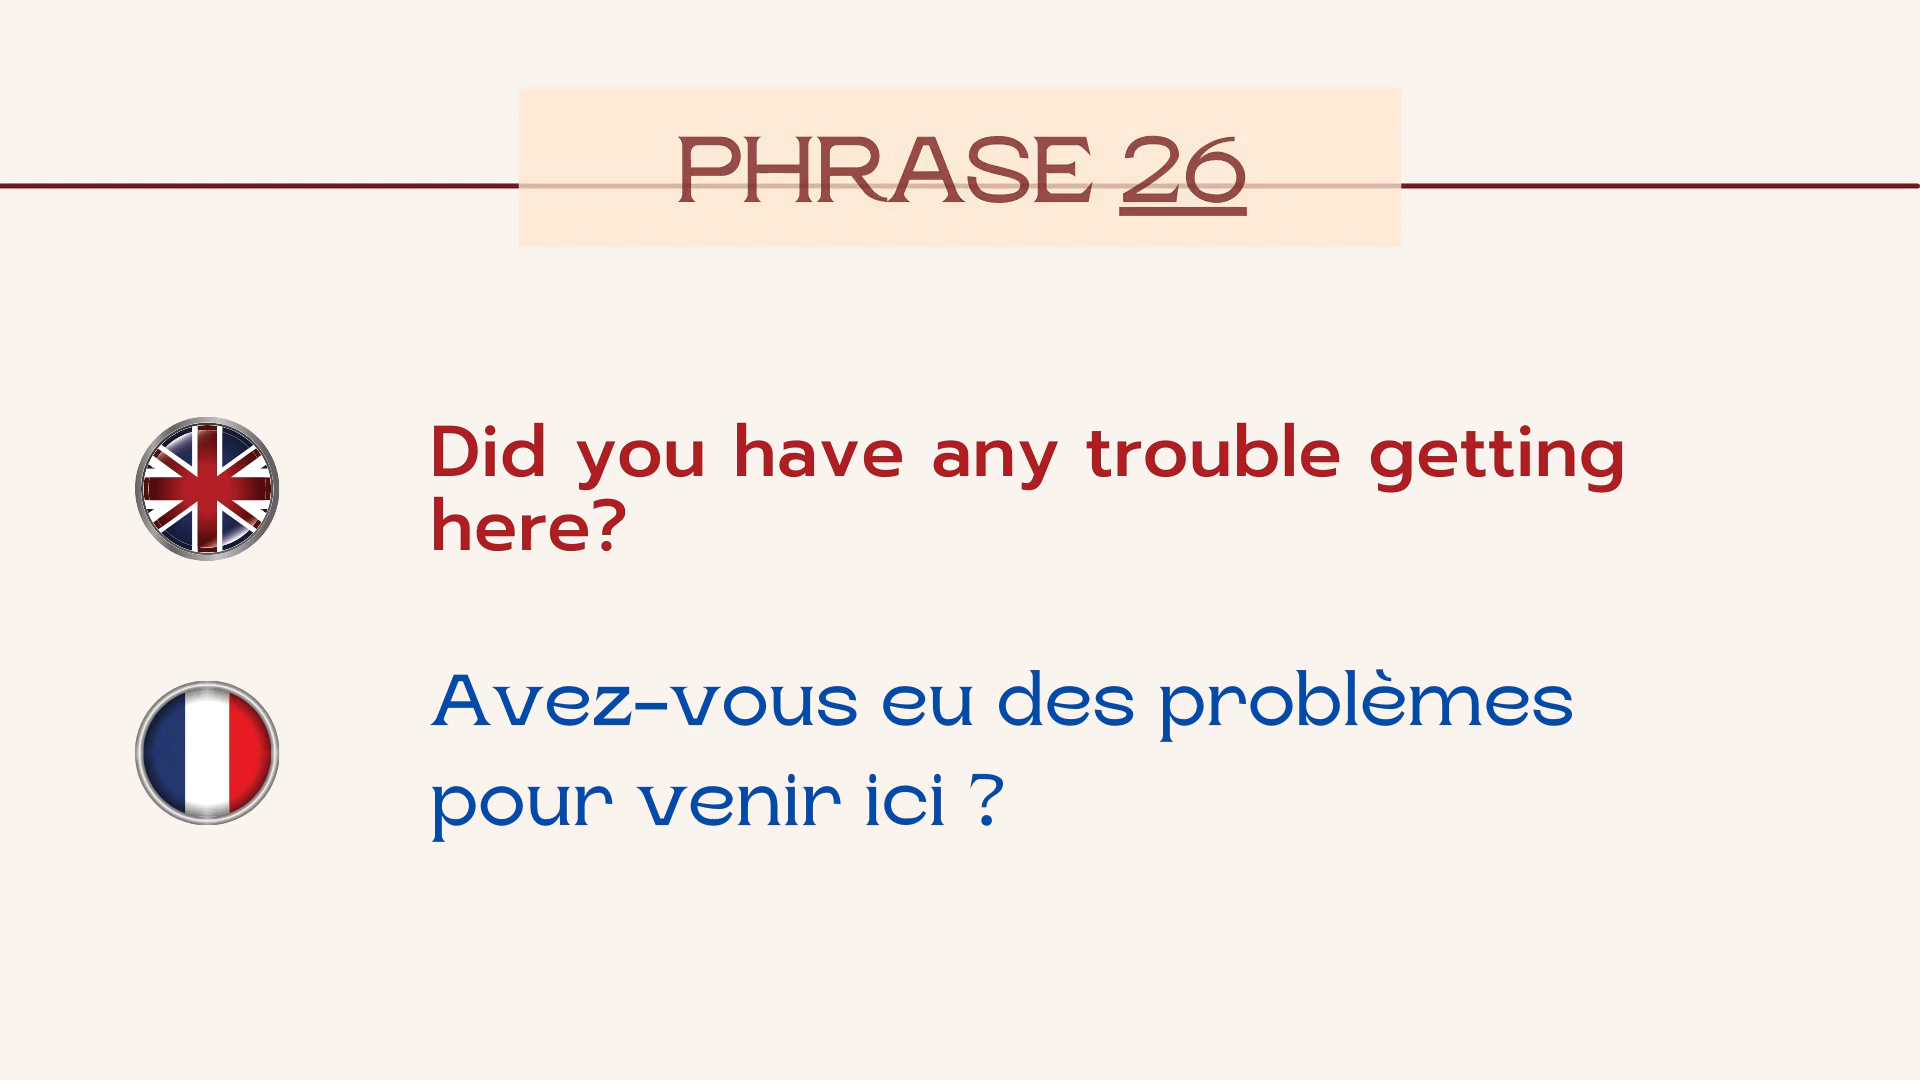 PHRASE 26
Did you have any trouble getting
here?
Avez-vous eu des problèmes
pour venir ici ?